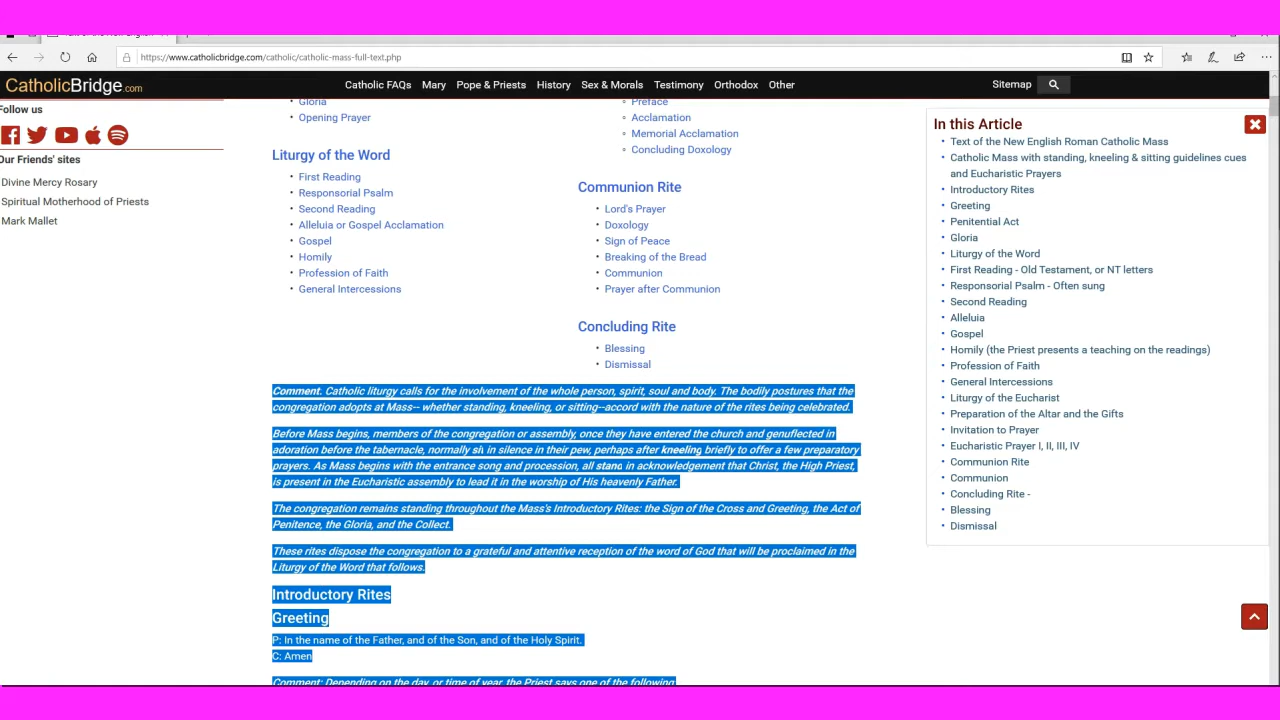 https://www.catholicbridge.com/catholic/catholic-mass-full-text.php
CatholicBridge.com
Catholic FAQs
Mary
Pope & Priests
History
Sex & Morals
Testimony
Orthodox
Other
Sitemap
Follow us
Our Friends' sites
Divine Mercy Rosary
Spiritual Motherhood of Priests
Mark Mallet
Gloria
Opening Prayer
Liturgy of the Word
First Reading
Responsorial Psalm
Second Reading
Alleluia or Gospel Acclamation
Gospel
Homily
Profession of Faith
General Intercessions
Preface
Acclamation
Memorial Acclamation
Concluding Doxology
Communion Rite
Lord's Prayer
Doxology
Sign of Peace
Breaking of the Bread
Communion
Prayer after Communion
Concluding Rite
Blessing
Dismissal
Comment. Catholic liturgy calls for the involvement of the whole person, spirit, soul and body. The bodily postures that the
congregation adopts at Mass-- whether standing, kneeling, or sitting--accord with the nature of the rites being celebrated.
Before Mass begins, members of the congregation or assembly, once they have entered the church and genuflected in
adoration before the tabernacle, normally sit in silence in their pew, perhaps after kneeling briefly to offer a few preparatory
prayers. As Mass begins with the entrance song and procession, all stand in acknowledgement that Christ, the High Priest,
is present in the Eucharistic assembly to lead it in the worship of His heavenly Father.
The congregation remains standing throughout the Mass's Introductory Rites: the Sign of the Cross and Greeting, the Act of
Penitence, the Gloria, and the Collect.
These rites dispose the congregation to a grateful and attentive reception of the word of God that will be proclaimed in the
Liturgy of the Word that follows.
Introductory Rites
Greeting
P: In the name of the Father, and of the Son, and of the Holy Spirit.
C: Amen
Comment: Depending on the day, or time of year, the Priest says one of the following
In this Article
Text of the New English Roman Catholic Mass
Catholic Mass with standing, kneeling & sitting guidelines cues
and Eucharistic Prayers
Introductory Rites
Greeting
Penitential Act
Gloria
Liturgy of the Word
First Reading - Old Testament, or NT letters
Responsorial Psalm - Often sung
Second Reading
Alleluia
Gospel
Homily (the Priest presents a teaching on the readings)
Profession of Faith
General Intercessions
Liturgy of the Eucharist
Preparation of the Altar and the Gifts
Invitation to Prayer
Eucharistic Prayer I, II, III, IV
Communion Rite
Communion
Concluding Rite -
Blessing
Dismissal